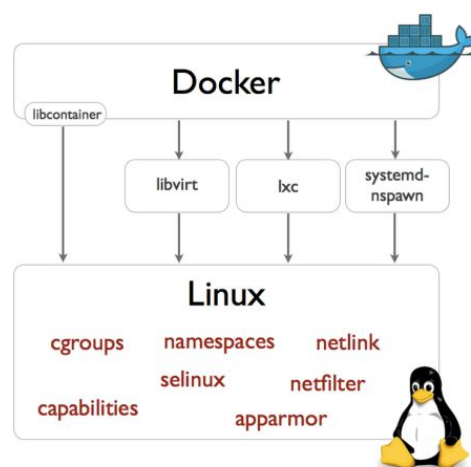 Docker
libcontainer
libvirt
lxc
systemd-
nspawn
Linux
cgroups
namespaces
netlink
selinux
netfilter
capabilities
apparmor